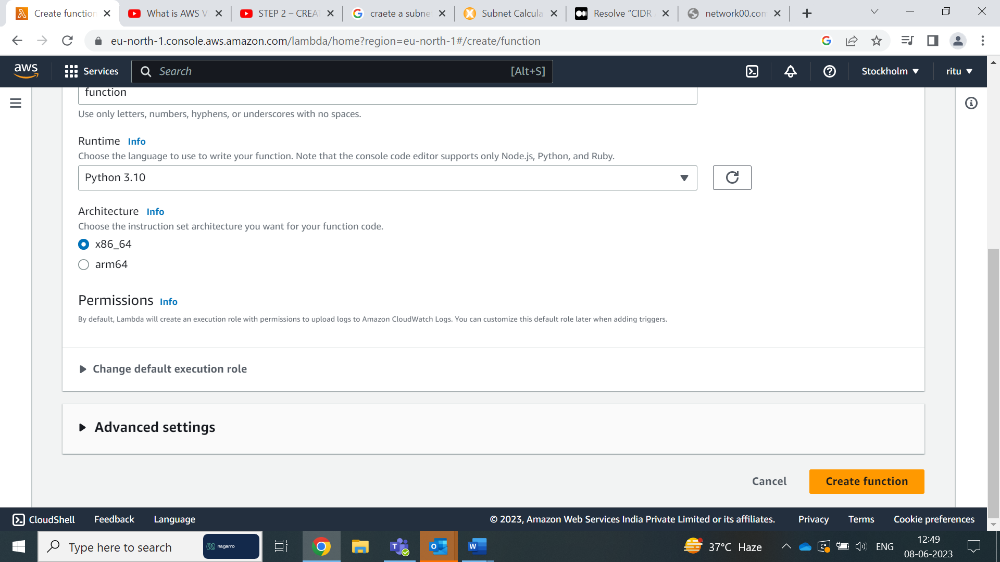 Create function
What is AWS V
STEP 2 – CREAT
craete a subnet
Subnet Calcula
Resolve “CIDR
network00.com
eu-north-1.console.aws.amazon.com/lambda/home?region=eu-north-1#/create/function
aws
Services
Search
[Alt+S]
Stockholm
ritu
function
Use only letters, numbers, hyphens, or underscores with no spaces.
Runtime Info
Choose the language to use to write your function. Note that the console code editor supports only Node.js, Python, and Ruby.
Python 3.10
Architecture Info
Choose the instruction set architecture you want for your function code.
x86_64
arm64
Permissions Info
By default, Lambda will create an execution role with permissions to upload logs to Amazon CloudWatch Logs. You can customize this default role later when adding triggers.
Change default execution role
Advanced settings
Cancel
Create function
CloudShell
Feedback
Language
© 2023, Amazon Web Services India Private Limited or its affiliates.
Privacy
Terms
Cookie preferences
Type here to search
nagarro
37°C Haze
ENG
12:49
08-06-2023